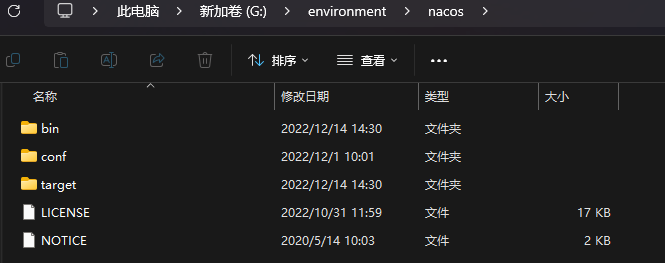 此电脑 新加卷 (G:) environment nacos
排序 查看
名称 修改日期 类型 大小
bin 2022/12/14 14:30 文件夹
conf 2022/12/1 10:01 文件夹
target 2022/12/14 14:30 文件夹
LICENSE 2022/10/31 11:59 文件 17 KB
NOTICE 2020/5/14 10:03 文件 2 KB